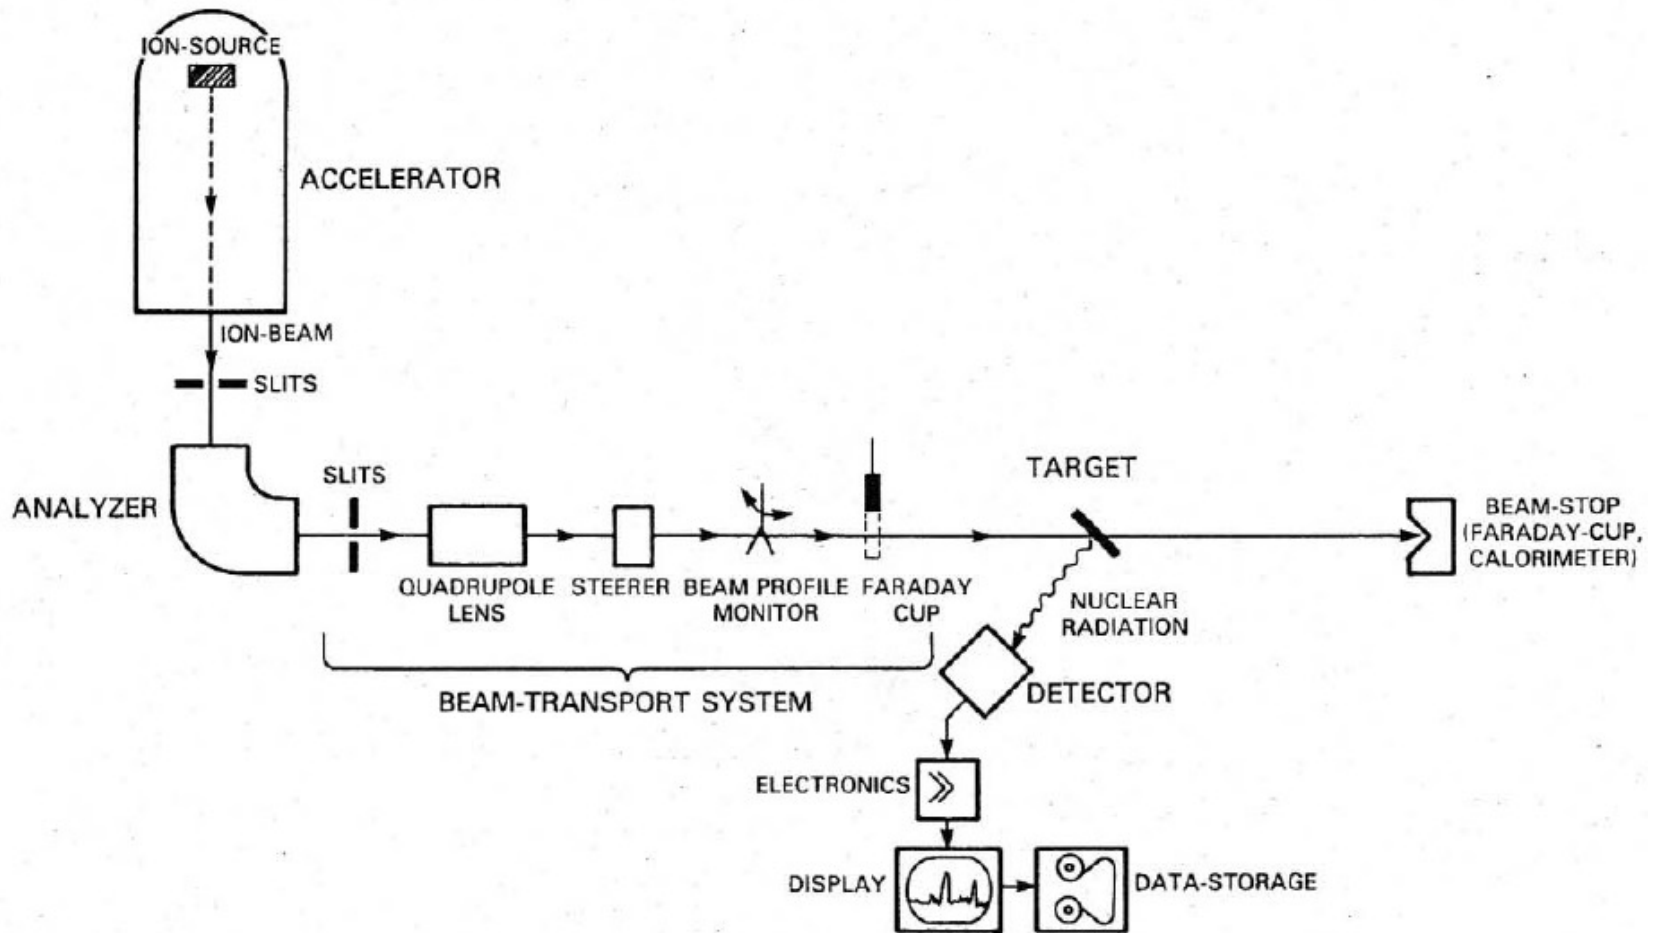 ION-SOURCE
ACCELERATOR
ION-BEAM
SLITS
ANALYZER
SLITS
QUADRUPOLE
LENS
STEERER
BEAM PROFILE
MONITOR
FARADAY
CUP
BEAM-TRANSPORT SYSTEM
TARGET
NUCLEAR
RADIATION
BEAM-STOP
(FARADAY-CUP,
CALORIMETER)
DETECTOR
ELECTRONICS
DISPLAY
DATA-STORAGE